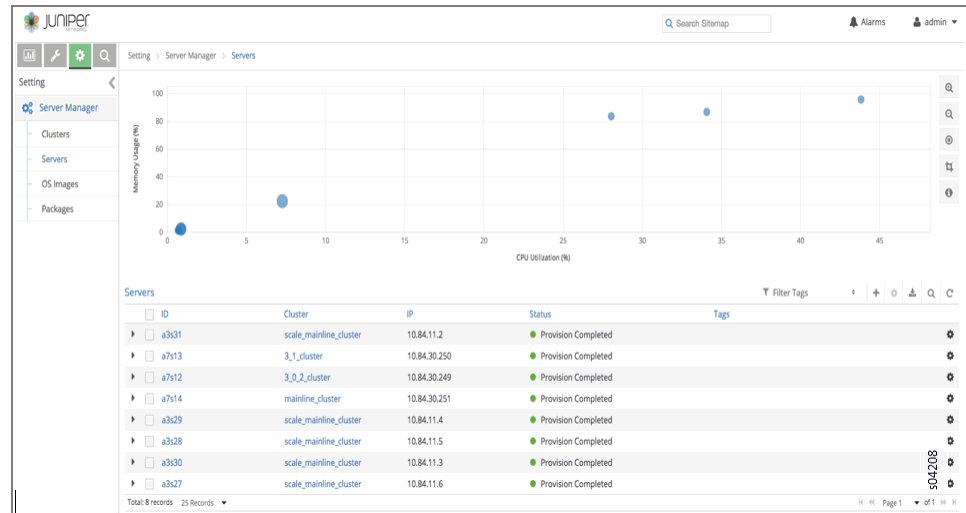 JUNIPER
NETWORKS
Search Sitemap
Alarms
admin
Setting > Server Manager > Servers
Setting
Server Manager
Clusters
Servers
OS Images
Packages
Memory Usage (%)
100
80
60
40
20
0
0 5 10 15 20 25 30 35 40 45
CPU Utilization (%)
Servers
Filter Tags
ID Cluster IP Status Tags
a3s31 scale_mainline_cluster 10.84.11.2 Provision Completed
a7s13 3_1_cluster 10.84.30.250 Provision Completed
a7s12 3_0_2_cluster 10.84.30.249 Provision Completed
a7s14 mainline_cluster 10.84.30.251 Provision Completed
a3s29 scale_mainline_cluster 10.84.11.4 Provision Completed
a3s28 scale_mainline_cluster 10.84.11.5 Provision Completed
a3s30 scale_mainline_cluster 10.84.11.3 Provision Completed
a3s27 scale_mainline_cluster 10.84.11.6 Provision Completed
s04208
Total: 8 records 25 Records
Page 1 of 1